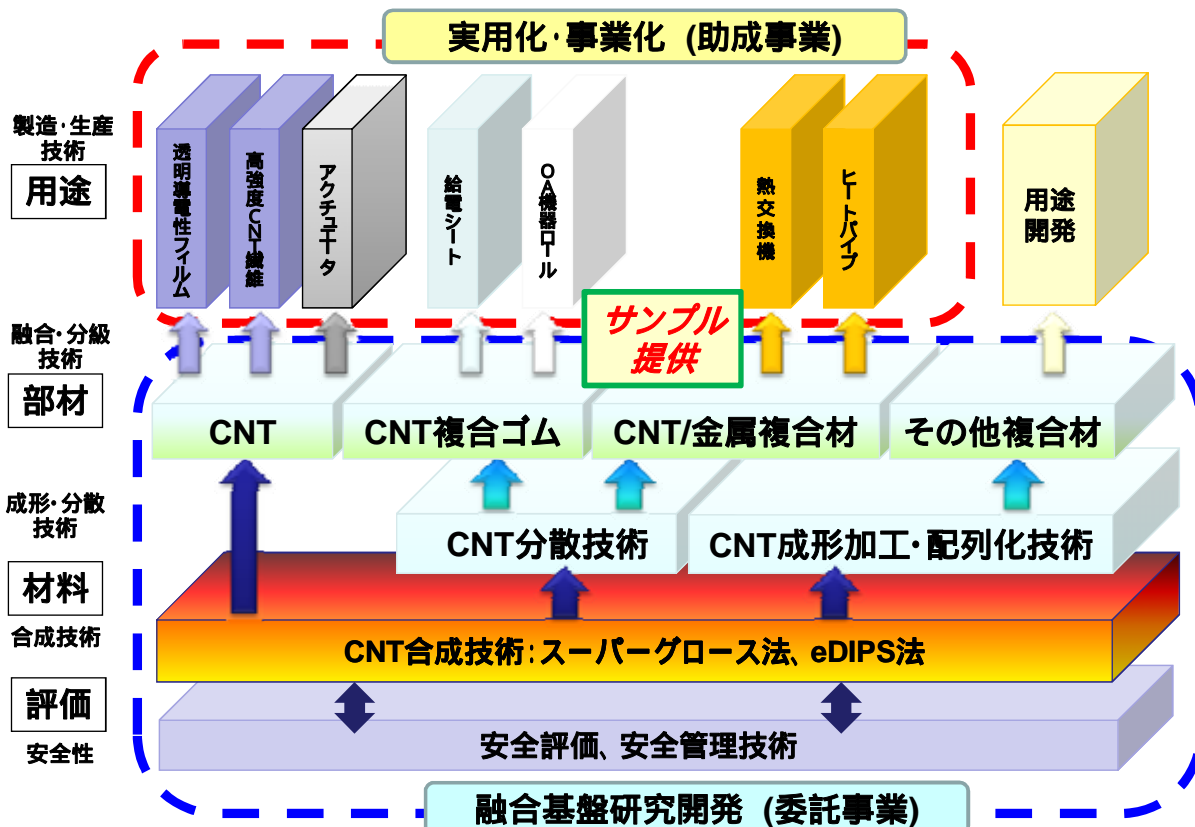 実用化・事業化 (助成事業)
製造・生産
技術
用途
透明導電性フィルム
高強度CNT繊維
アクチュエータ
給電シート
OA機器ロール
熱交換機
ヒートパイプ
用途
開発
サンプル
提供
融合・分級
技術
部材
CNT
CNT複合ゴム
CNT/金属複合材
その他複合材
成形・分散
技術
CNT分散技術
CNT成形加工・配列化技術
材料
合成技術
CNT合成技術：スーパーグロース法、eDIPS法
評価
安全性
安全評価、安全管理技術
融合基盤研究開発 (委託事業)